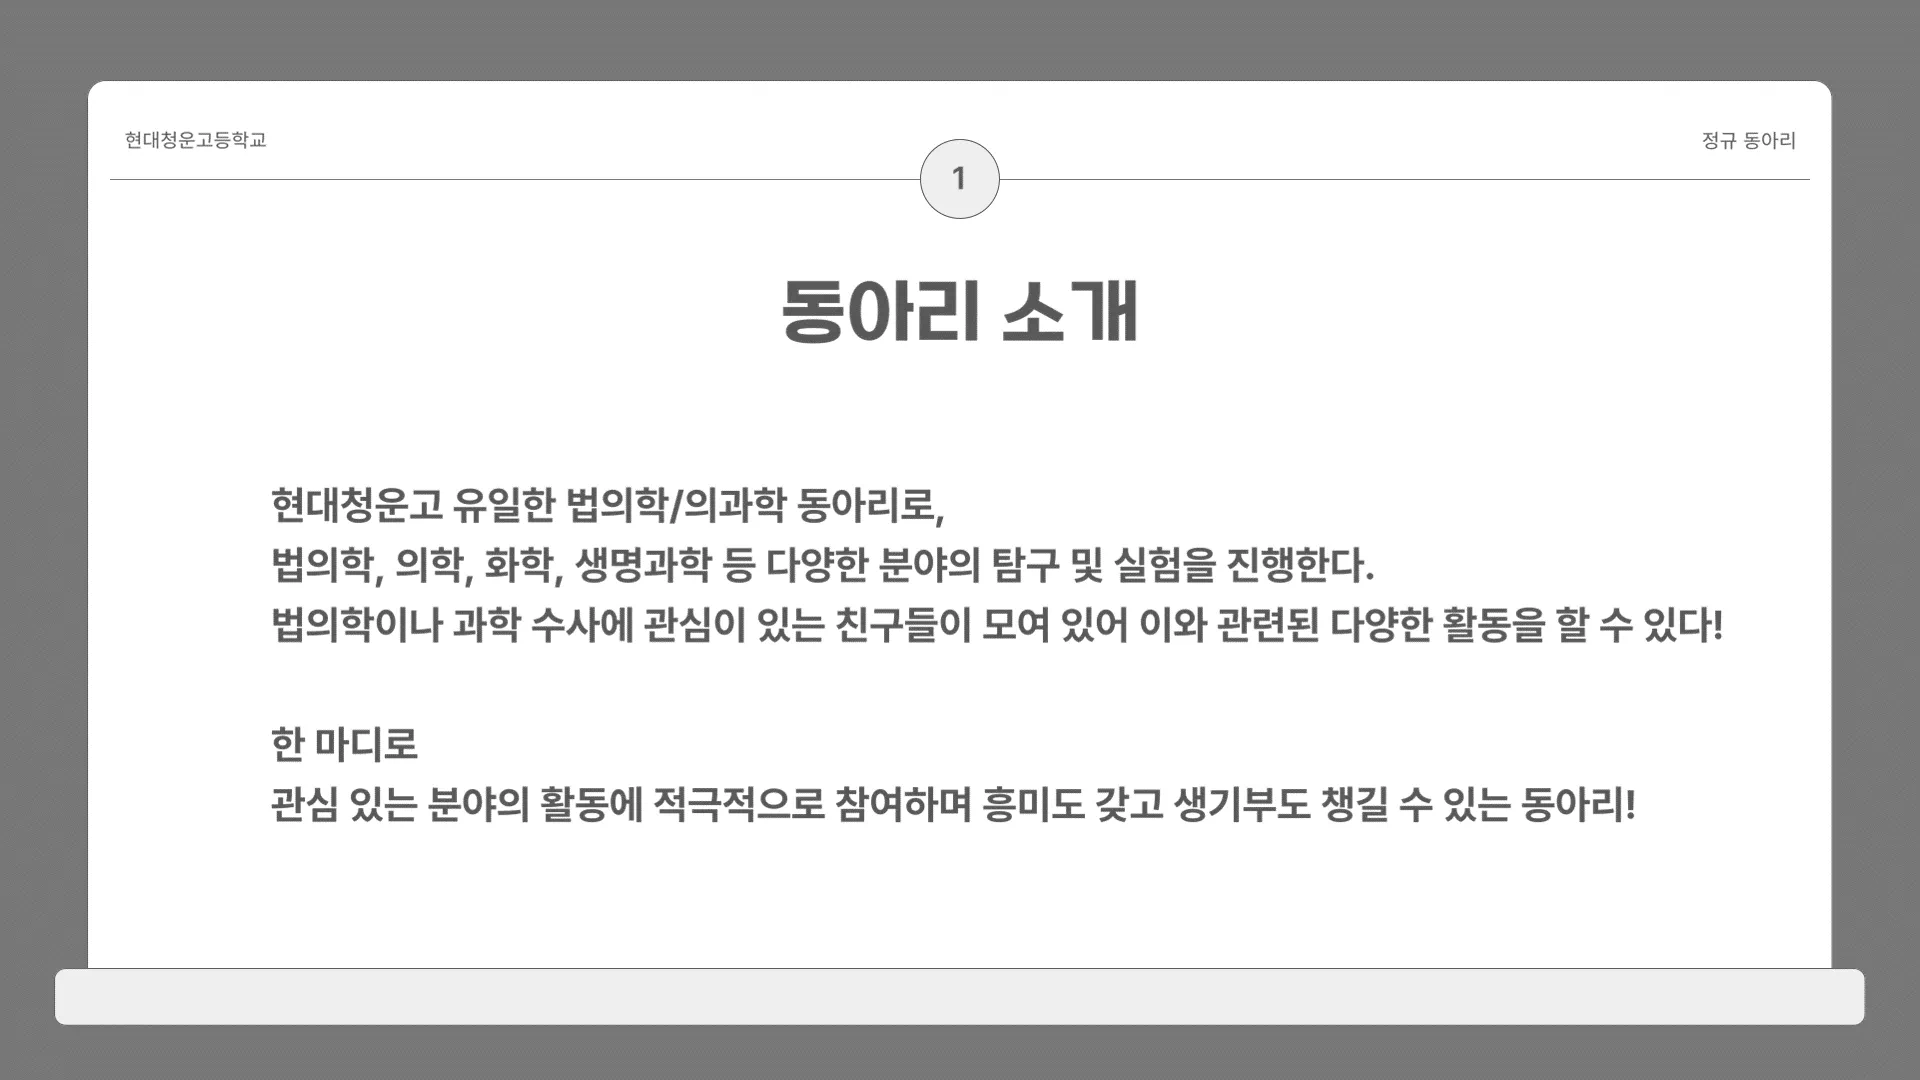 현대청운고등학교
정규 동아리
1
동아리 소개
현대청운고 유일한 법의학/의과학 동아리로,
법의학, 의학, 화학, 생명과학 등 다양한 분야의 탐구 및 실험을 진행한다.
법의학이나 과학 수사에 관심이 있는 친구들이 모여 있어 이와 관련된 다양한 활동을 할 수 있다!
한 마디로
관심 있는 분야의 활동에 적극적으로 참여하며 흥미도 갖고 생기부도 챙길 수 있는 동아리!